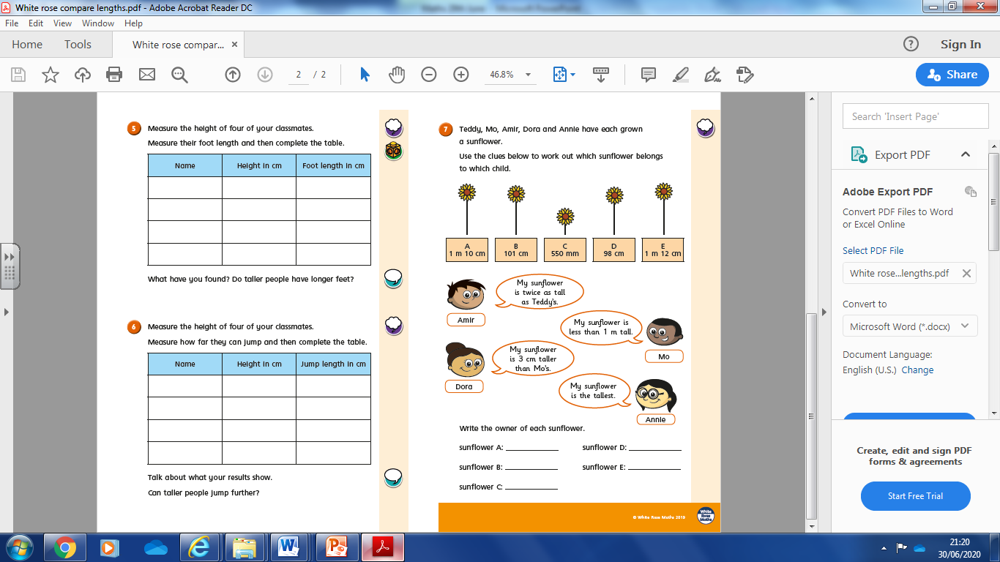 White rose compare lengths.pdf - Adobe Acrobat Reader DC
File Edit View Window Help
Home Tools White rose compar... × ? Sign In
2 / 2 46.8% Share
5 Measure the height of four of your classmates.
Measure their foot length and then complete the table.
Name Height in cm Foot length in cm
What have you found? Do taller people have longer feet?
6 Measure the height of four of your classmates.
Measure how far they can jump and then complete the table.
Name Height in cm Jump length in cm
Talk about what your results show.
Can taller people jump further?
7 Teddy, Mo, Amir, Dora and Annie have each grown
a sunflower.
Use the clues below to work out which sunflower belongs
to which child.
A
1 m 10 cm
B
101 cm
C
550 mm
D
98 cm
E
1 m 12 cm
My sunflower
is twice as tall
as Teddy's.
Amir
My sunflower is
less than 1 m tall.
Mo
My sunflower
is 3 cm taller
than Mo's.
Dora
My sunflower
is the tallest.
Annie
Write the owner of each sunflower.
sunflower A: sunflower D:
sunflower B: sunflower E:
sunflower C:
© White Rose Maths 2019
White
Rose
Maths
Search 'Insert Page'
Export PDF
Adobe Export PDF
Convert PDF Files to Word
or Excel Online
Select PDF File
White rose...lengths.pdf
Convert to
Microsoft Word (*.docx)
Document Language:
English (U.S.) Change
Create, edit and sign PDF
forms & agreements
Start Free Trial
21:20
30/06/2020